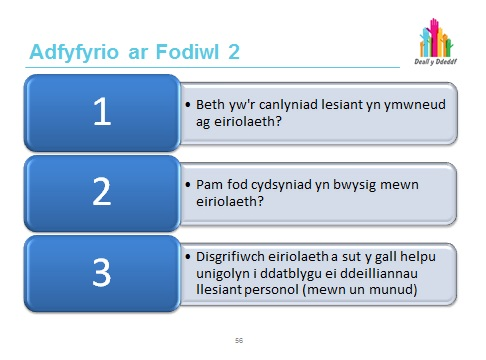 Adfyfyrio ar Fodiwl 2
Deall y Ddeddf
1
• Beth yw'r canlyniad lesiant yn ymwneud
ag eiriolaeth?
2
• Pam fod cydsyniad yn bwysig mewn
eiriolaeth?
3
• Disgrifiwch eiriolaeth a sut y gall helpu
unigolyn i ddatblygu ei ddeilliannau
llesiant personol (mewn un munud)
56